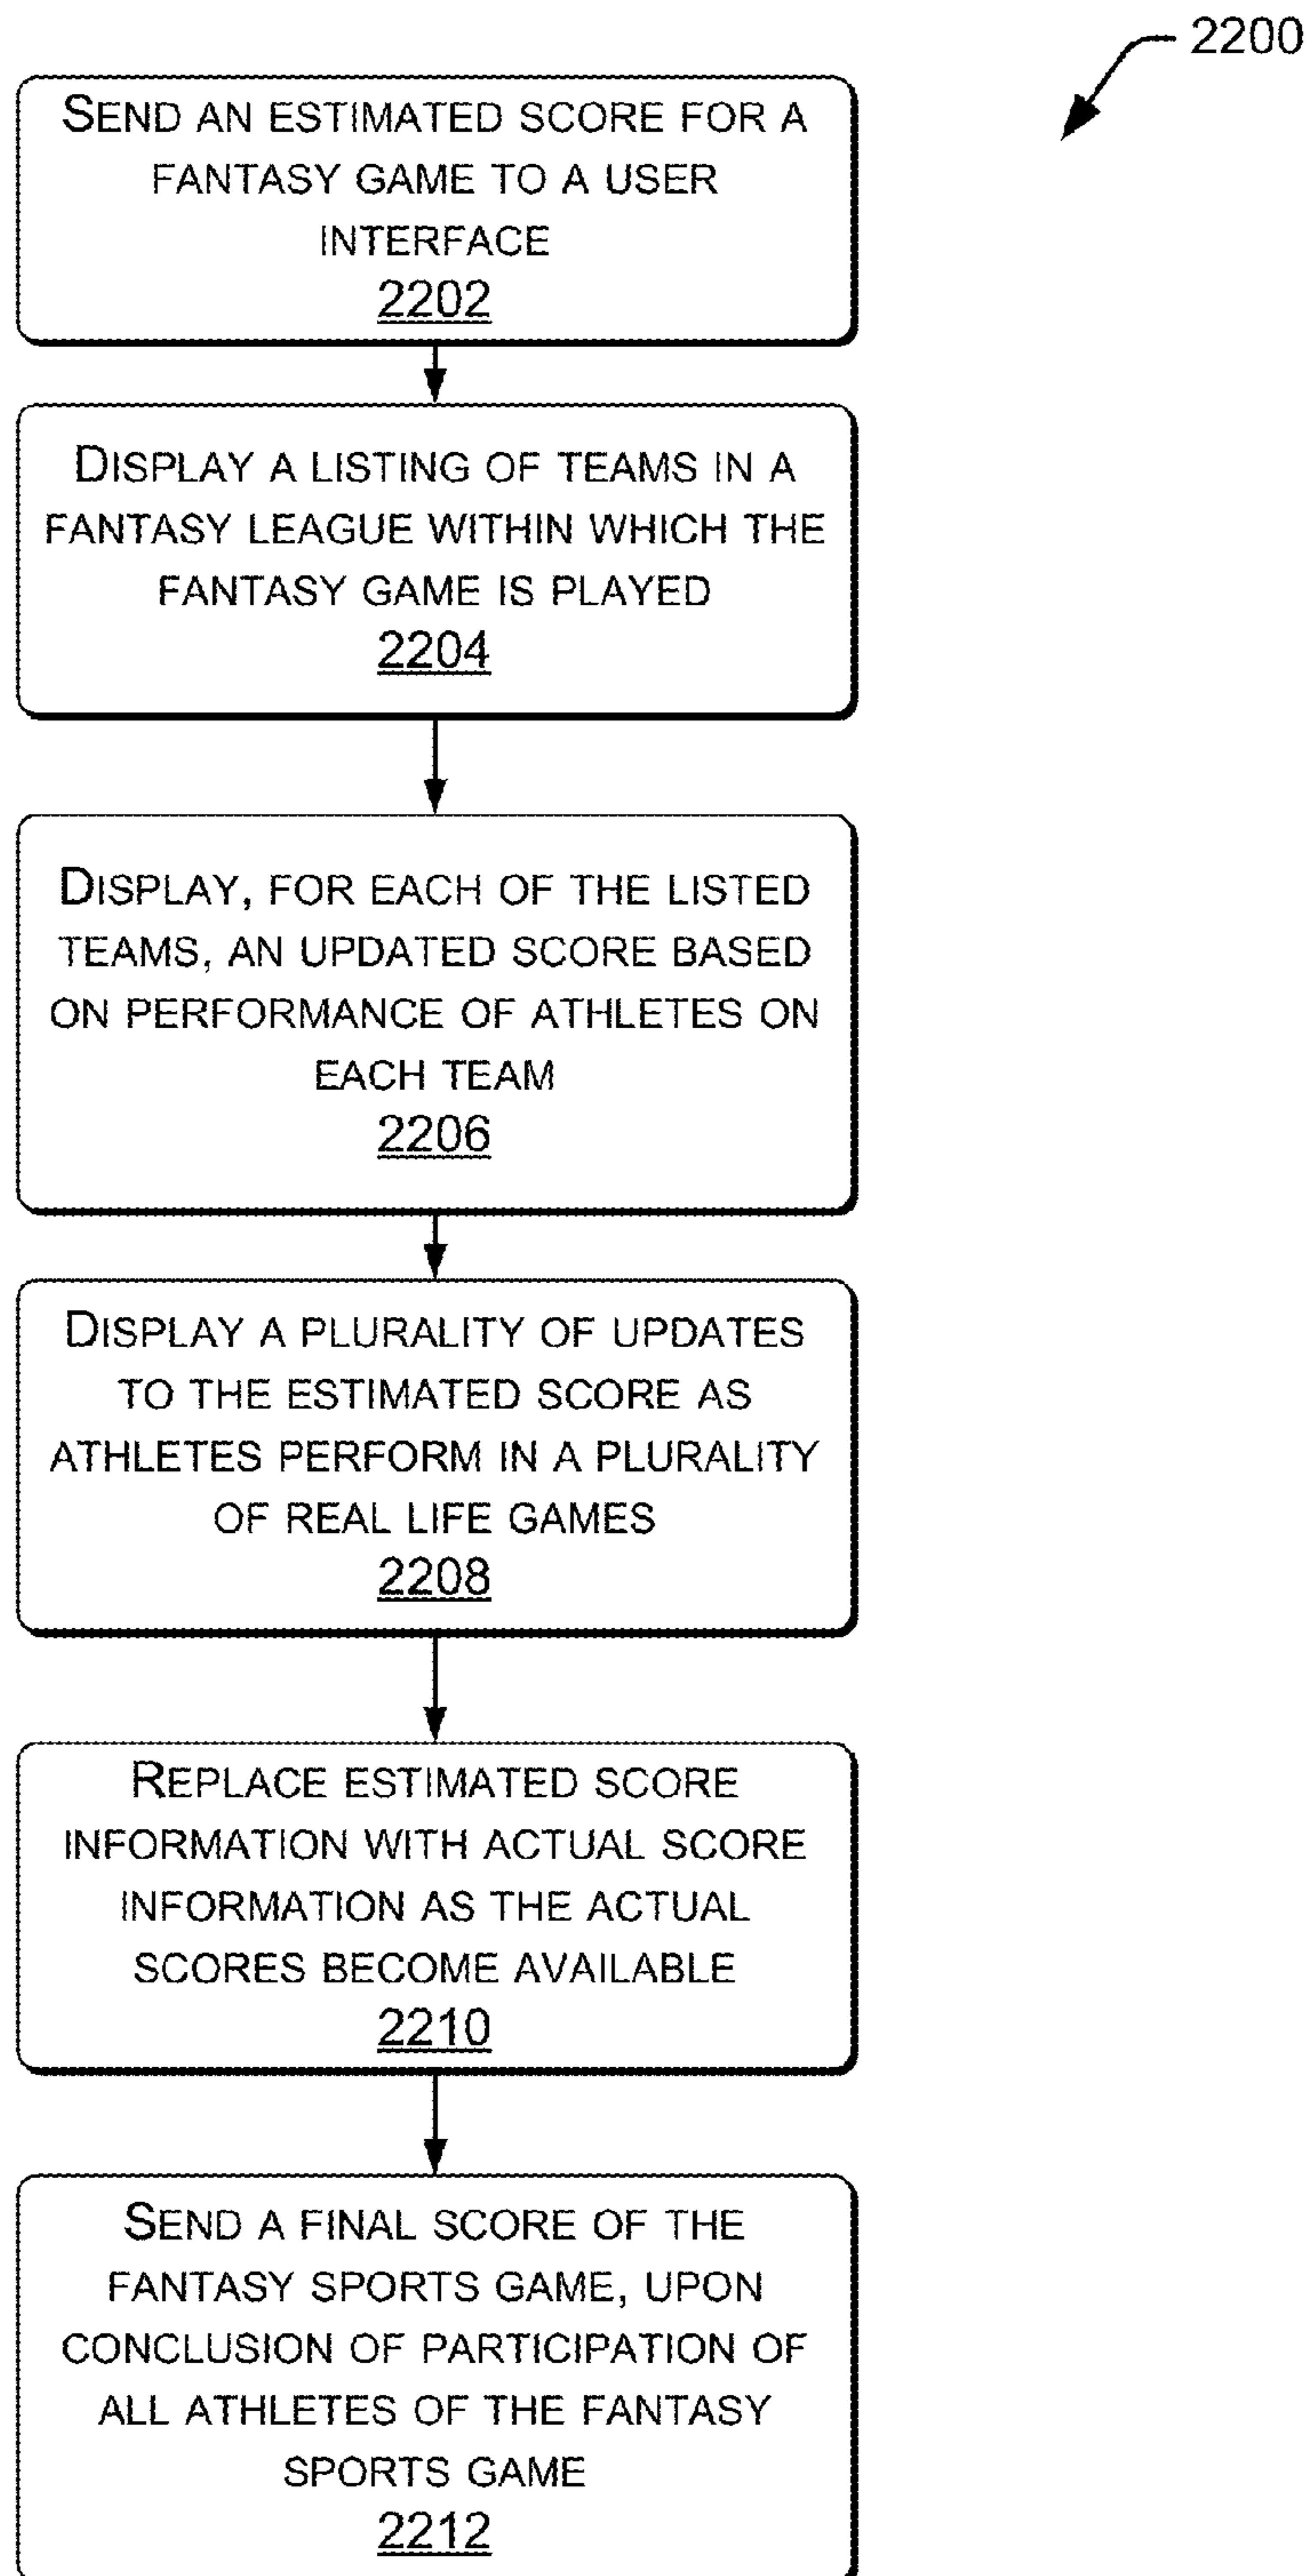 2200
SEND AN ESTIMATED SCORE FOR A
FANTASY GAME TO A USER
INTERFACE
2202
DISPLAY A LISTING OF TEAMS IN A
FANTASY LEAGUE WITHIN WHICH THE
FANTASY GAME IS PLAYED
2204
DISPLAY, FOR EACH OF THE LISTED
TEAMS, AN UPDATED SCORE BASED
ON PERFORMANCE OF ATHLETES ON
EACH TEAM
2206
DISPLAY A PLURALITY OF UPDATES
TO THE ESTIMATED SCORE AS
ATHLETES PERFORM IN A PLURALITY
OF REAL LIFE GAMES
2208
REPLACE ESTIMATED SCORE
INFORMATION WITH ACTUAL SCORE
INFORMATION AS THE ACTUAL
SCORES BECOME AVAILABLE
2210
SEND A FINAL SCORE OF THE
FANTASY SPORTS GAME, UPON
CONCLUSION OF PARTICIPATION OF
ALL ATHLETES OF THE FANTASY
SPORTS GAME
2212